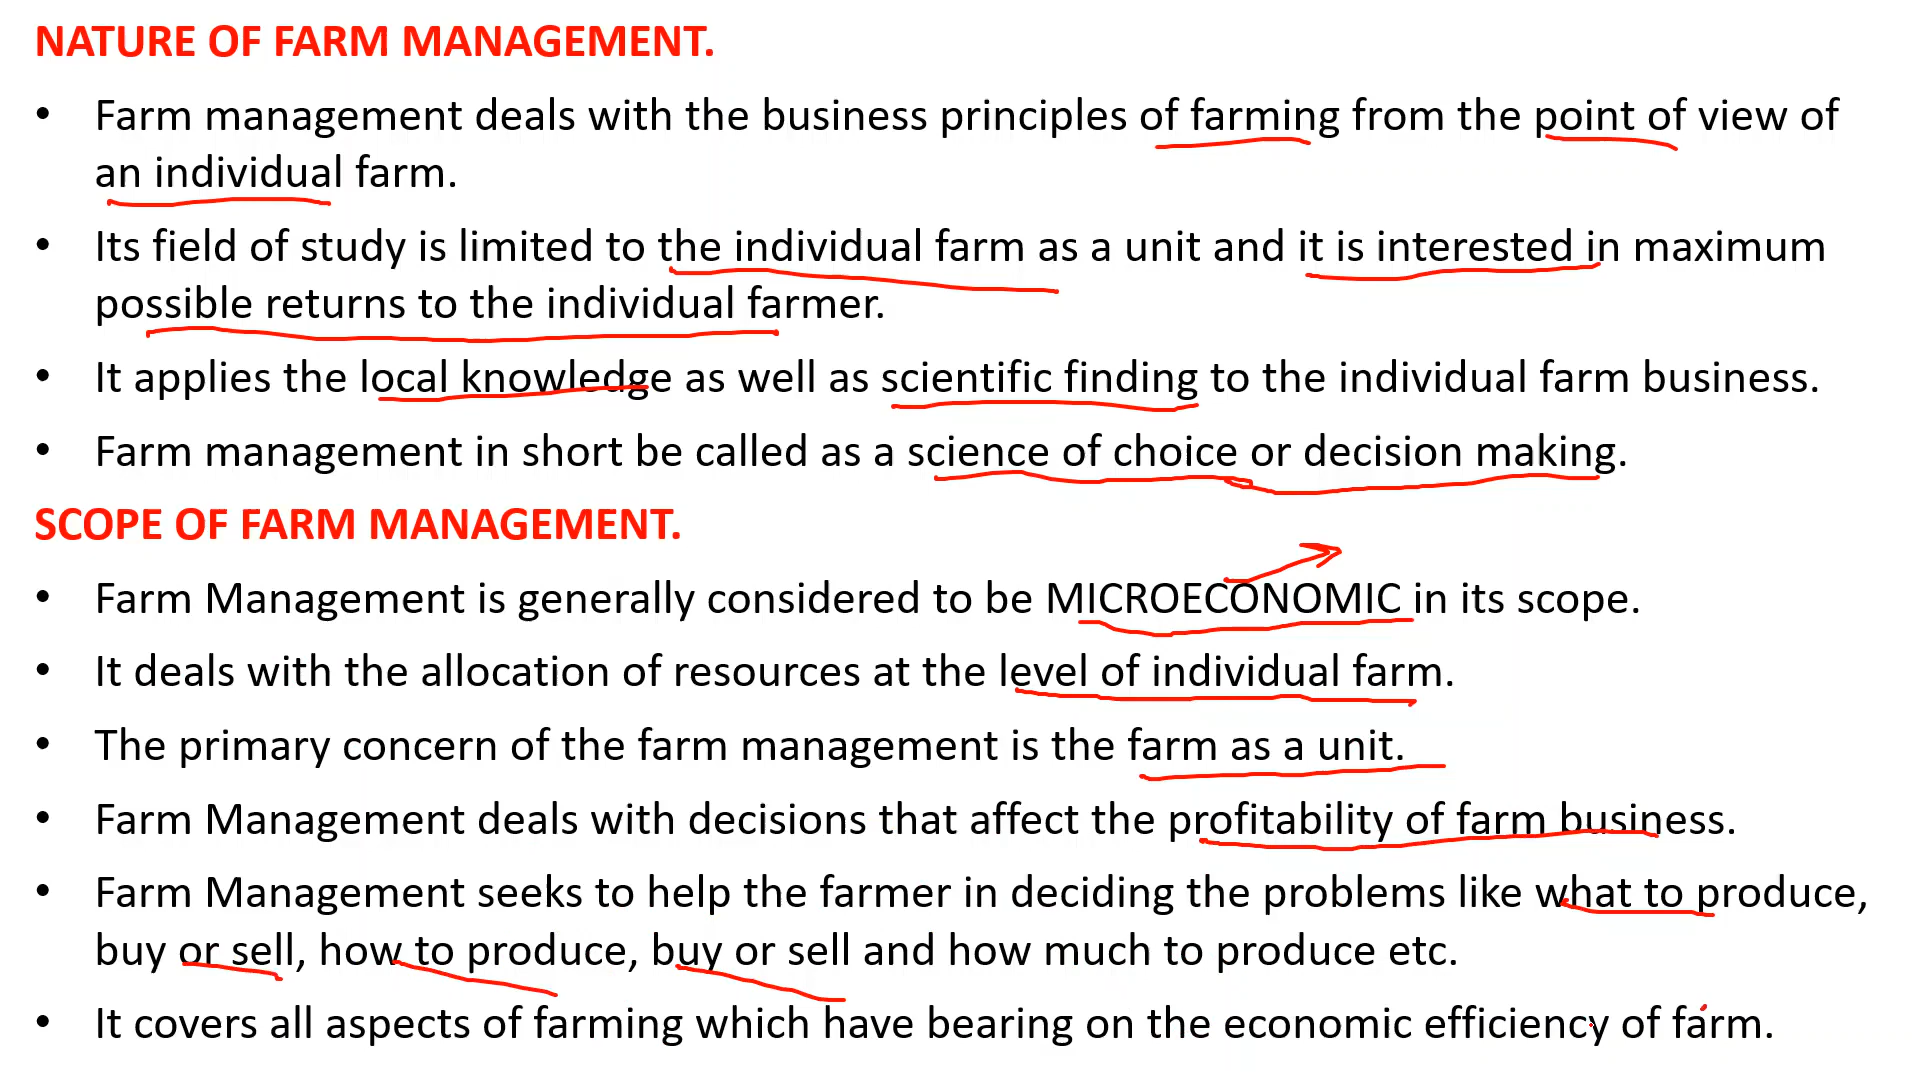 NATURE OF FARM MANAGEMENT.
• Farm management deals with the business principles of farming from the point of view of
an individual farm.
• Its field of study is limited to the individual farm as a unit and it is interested in maximum
possible returns to the individual farmer.
• It applies the local knowledge as well as scientific finding to the individual farm business.
• Farm management in short be called as a science of choice or decision making.
SCOPE OF FARM MANAGEMENT.
• Farm Management is generally considered to be MICROECONOMIC in its scope.
• It deals with the allocation of resources at the level of individual farm.
• The primary concern of the farm management is the farm as a unit.
• Farm Management deals with decisions that affect the profitability of farm business.
• Farm Management seeks to help the farmer in deciding the problems like what to produce,
buy or sell, how to produce, buy or sell and how much to produce etc.
• It covers all aspects of farming which have bearing on the economic efficiency of farm.